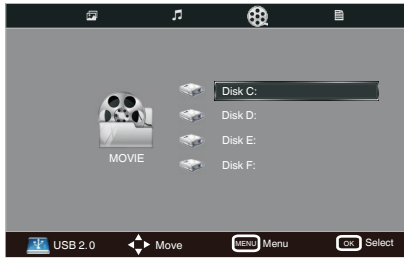 Disk C:
Disk D:
Disk E:
MOVIE
Disk F:
USB 2.0 Move MENU Menu OK Select